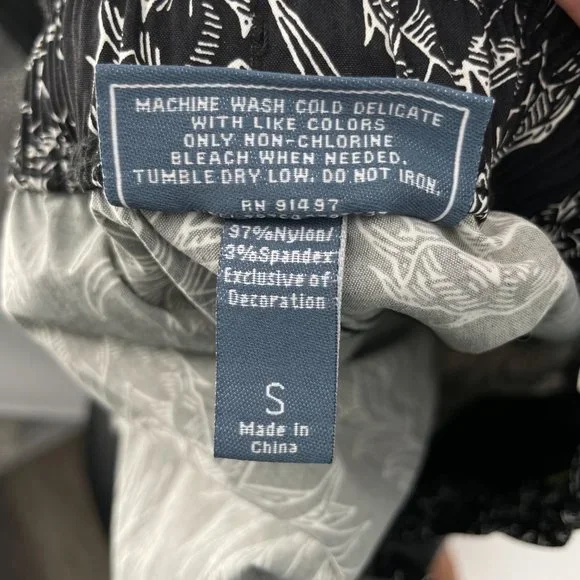 MACHINE WASH COLD DELICATE
WITH LIKE COLORS
ONLY NON-CHLORINE
BLEACH WHEN NEEDED.
TUMBLE DRY LOW. DO NOT IRON.
RN 91497
97%Nylon/
3%Spandex
Exclusive of
Decoration
S
Made in
China